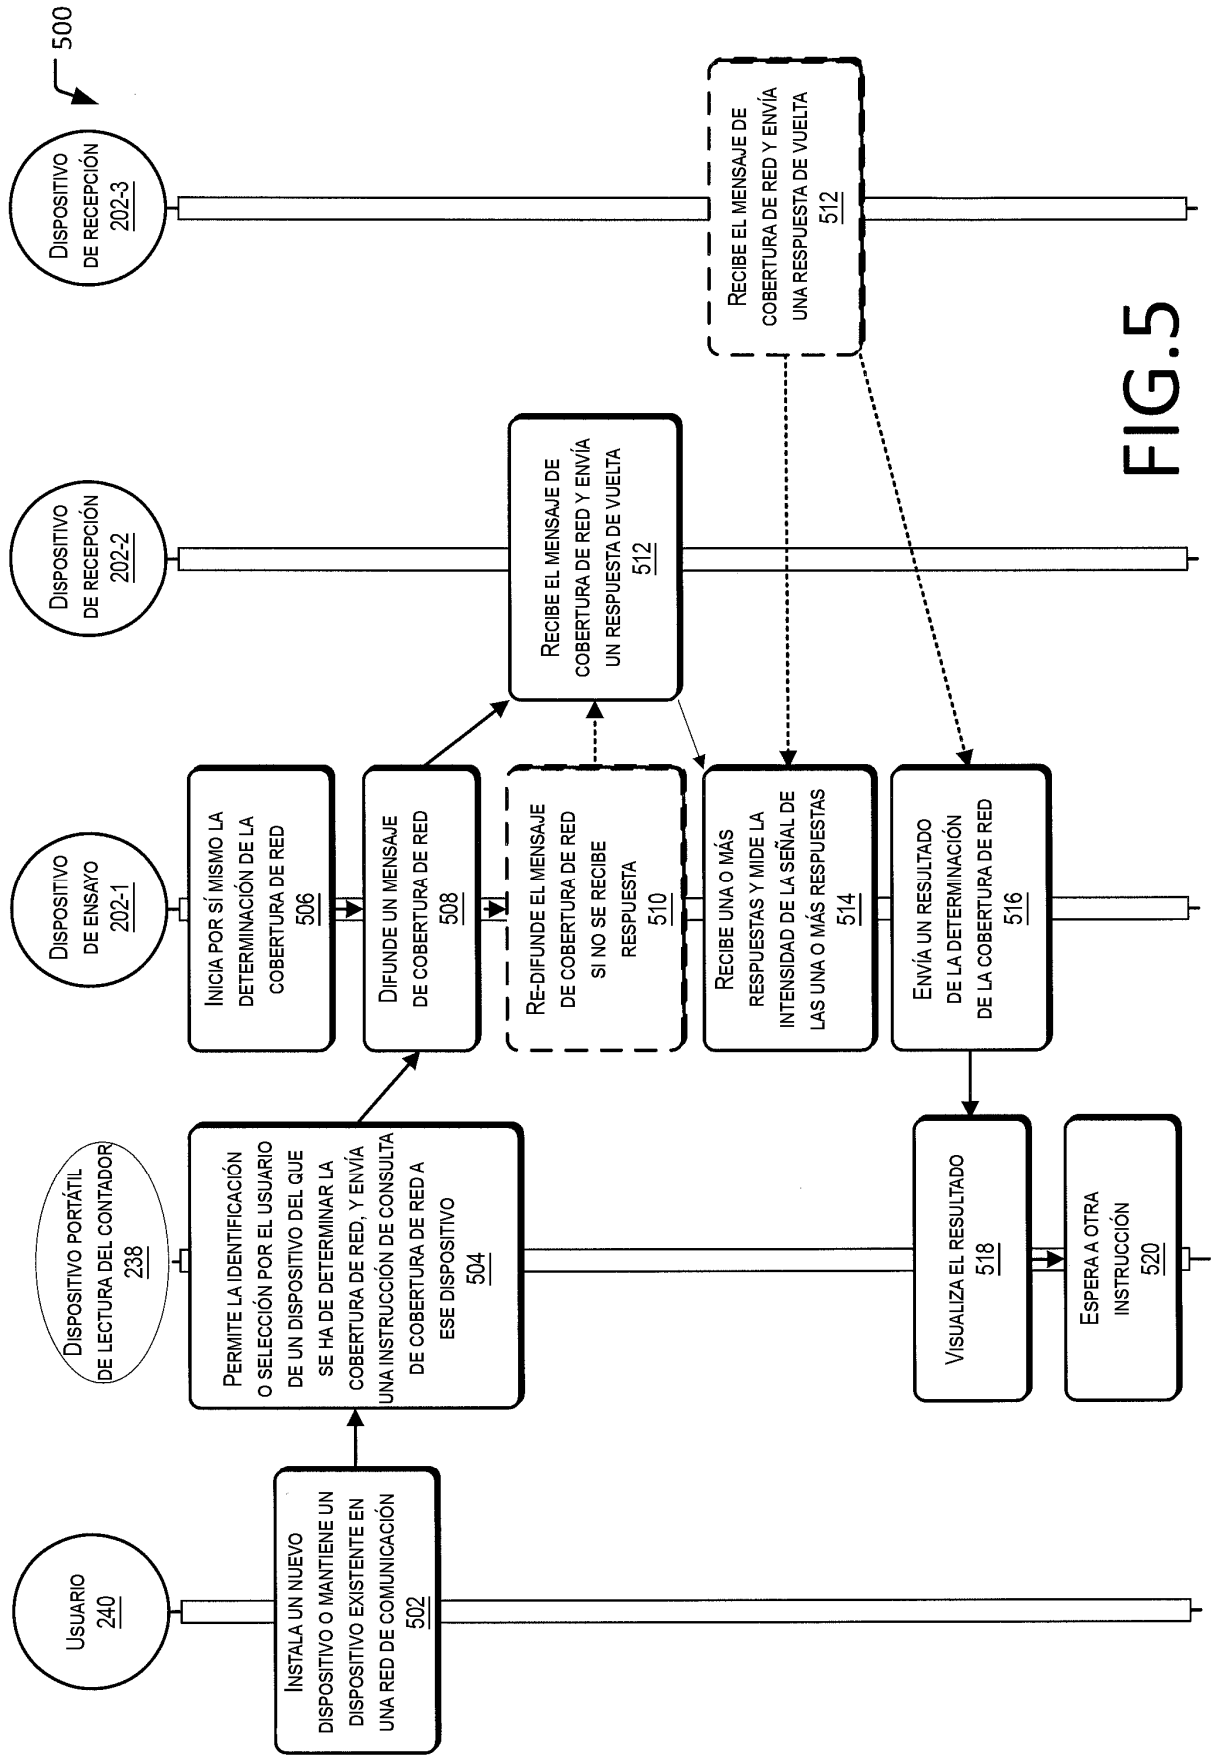 500
USUARIO
240
DISPOSITIVO PORTÁTIL
DE LECTURA DEL CONTADOR
238
DISPOSITIVO
DE ENSAYO
202-1
DISPOSITIVO
DE RECEPCIÓN
202-2
DISPOSITIVO
DE RECEPCIÓN
202-3
INSTALA UN NUEVO
DISPOSITIVO O MANTIENE UN
DISPOSITIVO EXISTENTE EN
UNA RED DE COMUNICACIÓN
502
PERMITE LA IDENTIFICACIÓN
O SELECCIÓN POR EL USUARIO
DE UN DISPOSITIVO DEL QUE
SE HA DE DETERMINAR LA
COBERTURA DE RED, Y ENVÍA
UNA INSTRUCCIÓN DE CONSULTA
DE COBERTURA DE RED A
ESE DISPOSITIVO
504
INICIA POR SÍ MISMO LA
DETERMINACIÓN DE LA
COBERTURA DE RED
506
DIFUNDE UN MENSAJE
DE COBERTURA DE RED
508
RE-DIFUNDE EL MENSAJE
DE COBERTURA DE RED
SI NO SE RECIBE
RESPUESTA
510
RECIBE EL MENSAJE DE
COBERTURA DE RED Y ENVÍA
UN RESPUESTA DE VUELTA
512
RECIBE EL MENSAJE DE
COBERTURA DE RED Y ENVÍA
UNA RESPUESTA DE VUELTA
512
RECIBE UNA O MÁS
RESPUESTAS Y MIDE LA
INTENSIDAD DE LA SEÑAL DE
LAS UNA O MÁS RESPUESTAS
514
ENVÍA UN RESULTADO
DE LA DETERMINACIÓN
DE LA COBERTURA DE RED
516
VISUALIZA EL RESULTADO
518
ESPERA A OTRA
INSTRUCCIÓN
520
FIG.5